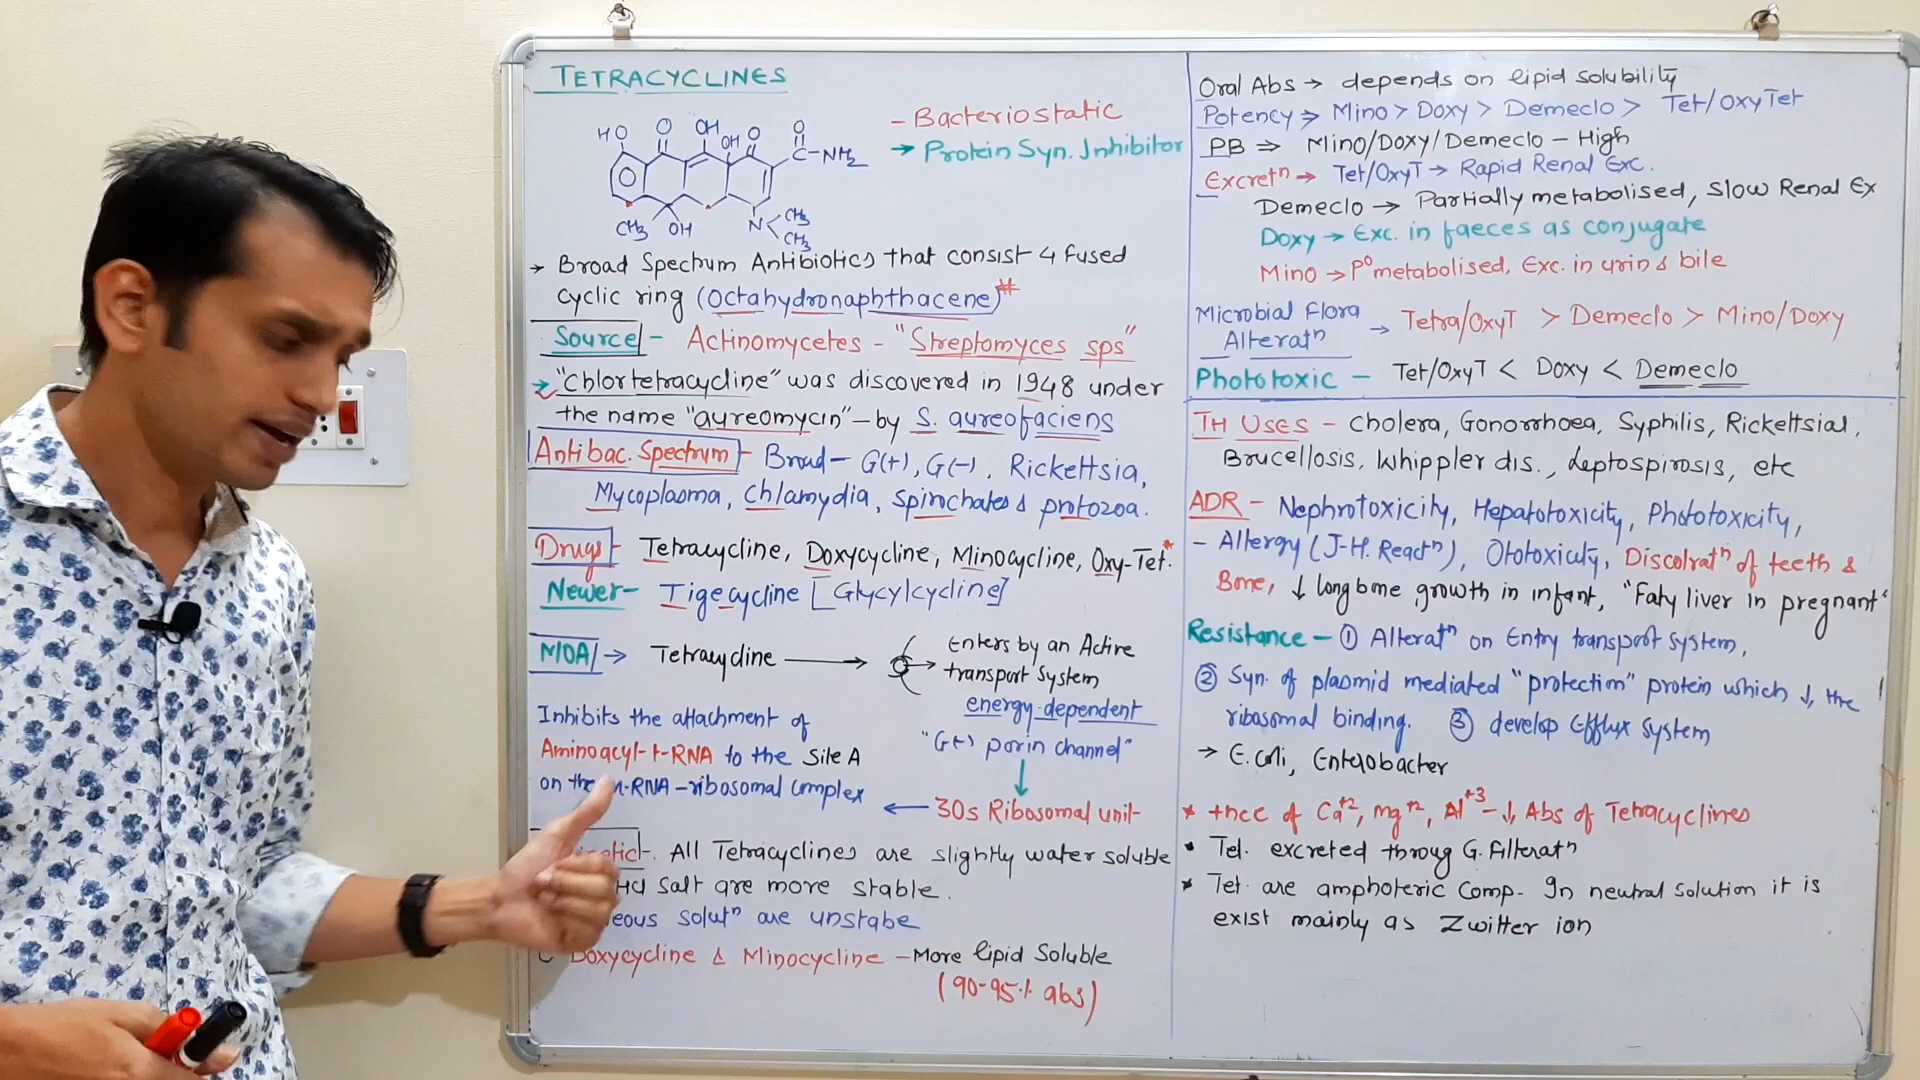 TETRACYCLINES
HO O OH OH O O
C-NH2
CH3 OH N CH3
CH3
- Bacteriostatic
→ Protein Syn. Inhibitor
→ Broad Spectrum Antibiotics that consist 4 fused
cyclic ring (Octahydronaphthacene)*
Source - Actinomycetes - "Streptomyces sps"
→ "Chlortetracycline" was discovered in 1948 under
the name "aureomycin" - by S. aureofaciens
Antibac. Spectrum - Broad - G(+), G(-), Rickettsia,
Mycoplasma, Chlamydia, spirochates & protozoa.
Drugs - Tetracycline, Doxycycline, Minocycline, Oxy-Tet.*
Newer - Tigecycline [Glycylcycline]
MOA → Tetracycline → Enters by an Active
transport System
energy-dependent
"G(-) porin channel"
↓
← 30s Ribosomal unit
Inhibits the attachment of
Aminoacyl-t-RNA to the Site A
on the m-RNA-ribosomal complex
All Tetracyclines are slightly water soluble
salt are more stable.
solutⁿ are unstabe
Doxycycline & Minocycline - More lipid Soluble
(90-95% abs)
Oral Abs → depends on lipid solubility
Potency ⇒ Mino > Doxy > Demeclo > Tet/OxyTet
PB ⇒ Mino/Doxy/Demeclo - High
Excretⁿ → Tet/OxyT → Rapid Renal Exc.
Demeclo → Partially metabolised, slow Renal Ex
Doxy → Exc. in faeces as conjugate
Mino → P⁰ metabolised, Exc. in urin & bile
Microbial Flora
Alteratⁿ → Tetra/OxyT > Demeclo > Mino/Doxy
Phototoxic - Tet/OxyT < Doxy < Demeclo
TH USES - Cholera, Gonorrhoea, Syphilis, Rickettsial,
Brucellosis, Whippler dis., Leptospirosis, etc
ADR - Nephrotoxicity, Hepatotoxicity, Phototoxicity,
- Allergy (J-H. Reactⁿ), Ototoxicity, Discolratⁿ of teeth &
Bone, ↓ long bone growth in infant, "Faty liver in pregnant"
Resistance - ① Alteratⁿ on Entry transport system,
② Syn. of plasmid mediated "protection" protein which ↓ the
ribosomal binding. ③ develop Efflux system
→ E. coli, Enterobacter
* +nce of Ca+2, mg+2, Al+3 - ↓ Abs of Tetracyclines
• Tet. excreted throug G. filteratⁿ
* Tet. are amphoteric Comp. In neutral solution it is
exist mainly as Zwitter ion